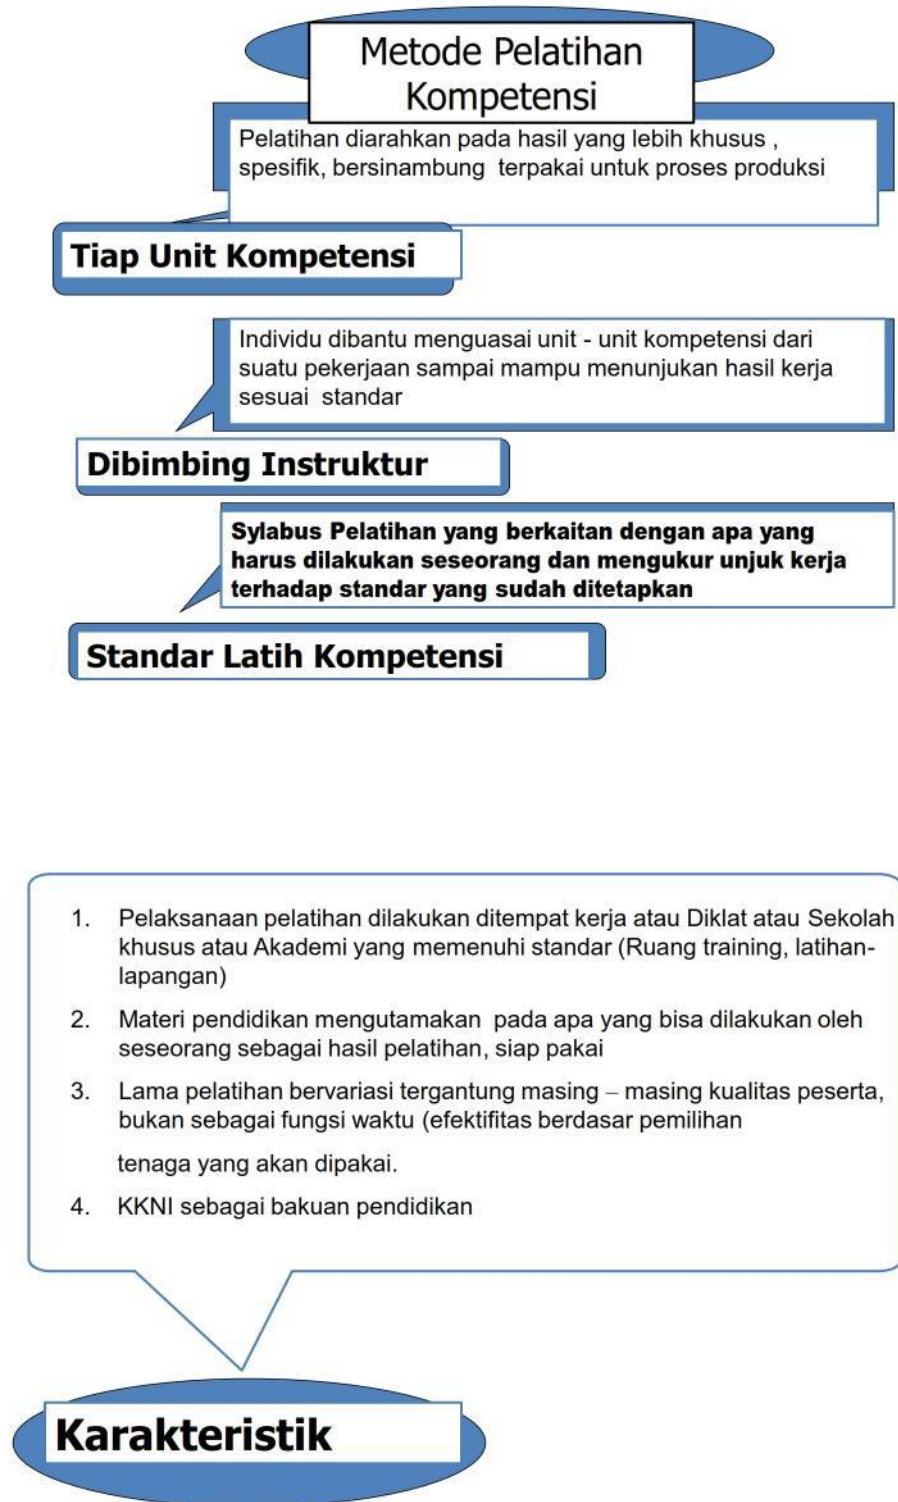 Metode Pelatihan
Kompetensi
Pelatihan diarahkan pada hasil yang lebih khusus ,
spesifik, bersinambung terpakai untuk proses produksi
Tiap Unit Kompetensi
Individu dibantu menguasai unit - unit kompetensi dari
suatu pekerjaan sampai mampu menunjukan hasil kerja
sesuai standar
Dibimbing Instruktur
Sylabus Pelatihan yang berkaitan dengan apa yang
harus dilakukan seseorang dan mengukur unjuk kerja
terhadap standar yang sudah ditetapkan
Standar Latih Kompetensi
1. Pelaksanaan pelatihan dilakukan ditempat kerja atau Diklat atau Sekolah
khusus atau Akademi yang memenuhi standar (Ruang training, latihan-
lapangan)
2. Materi pendidikan mengutamakan pada apa yang bisa dilakukan oleh
seseorang sebagai hasil pelatihan, siap pakai
3. Lama pelatihan bervariasi tergantung masing – masing kualitas peserta,
bukan sebagai fungsi waktu (efektifitas berdasar pemilihan
tenaga yang akan dipakai.
4. KKNI sebagai bakuan pendidikan
Karakteristik